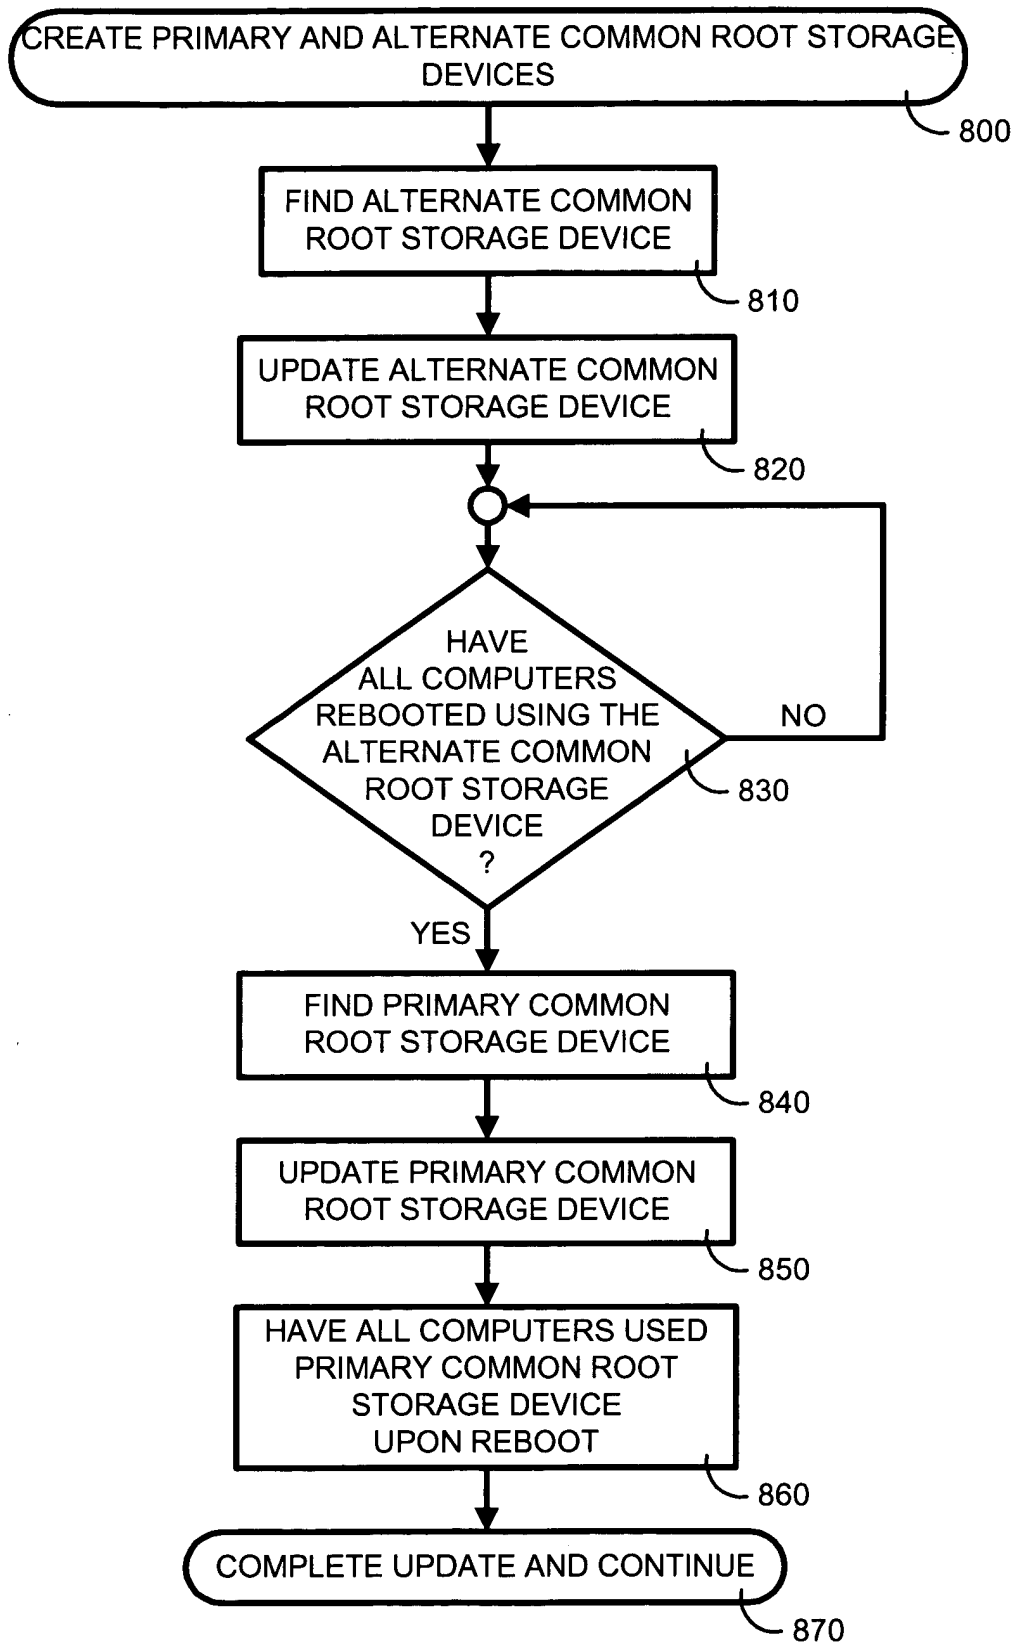 CREATE PRIMARY AND ALTERNATE COMMON ROOT STORAGE
DEVICES
800
FIND ALTERNATE COMMON
ROOT STORAGE DEVICE
810
UPDATE ALTERNATE COMMON
ROOT STORAGE DEVICE
820
HAVE
ALL COMPUTERS
REBOOTED USING THE
ALTERNATE COMMON
ROOT STORAGE
DEVICE
?
NO
830
YES
FIND PRIMARY COMMON
ROOT STORAGE DEVICE
840
UPDATE PRIMARY COMMON
ROOT STORAGE DEVICE
850
HAVE ALL COMPUTERS USED
PRIMARY COMMON ROOT
STORAGE DEVICE
UPON REBOOT
860
COMPLETE UPDATE AND CONTINUE
870